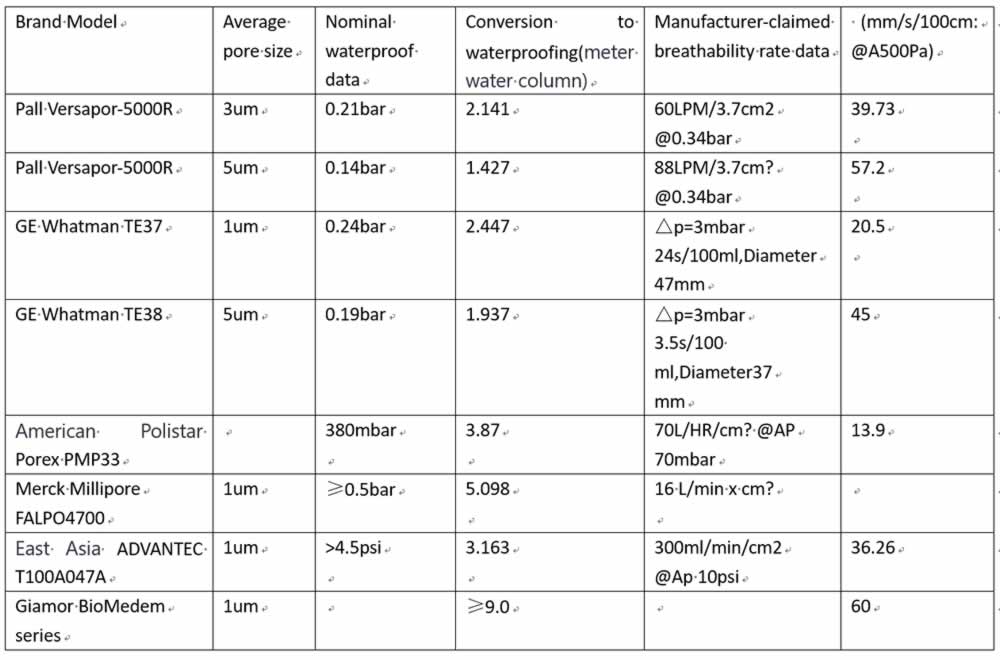 Brand Model
Average
pore size
Nominal
waterproof
data
Conversion to
waterproofing(meter
water column)
Manufacturer-claimed
breathability rate data
(mm/s/100cm:
@A500Pa)
Pall Versapor-5000R
3um
0.21bar
2.141
60LPM/3.7cm2
@0.34bar
39.73
Pall Versapor-5000R
5um
0.14bar
1.427
88LPM/3.7cm?
@0.34bar
57.2
GE Whatman TE37
1um
0.24bar
2.447
△p=3mbar
24s/100ml,Diameter
47mm
20.5
GE Whatman TE38
5um
0.19bar
1.937
△p=3mbar
3.5s/100
ml,Diameter37
mm
45
American Polistar
Porex PMP33
380mbar
3.87
70L/HR/cm? @AP
70mbar
13.9
Merck Millipore
FALPO4700
1um
≥0.5bar
5.098
16 L/min x cm?
East Asia ADVANTEC
T100A047A
1um
>4.5psi
3.163
300ml/min/cm2
@Ap 10psi
36.26
Giamor BioMedem
series
1um
≥9.0
60